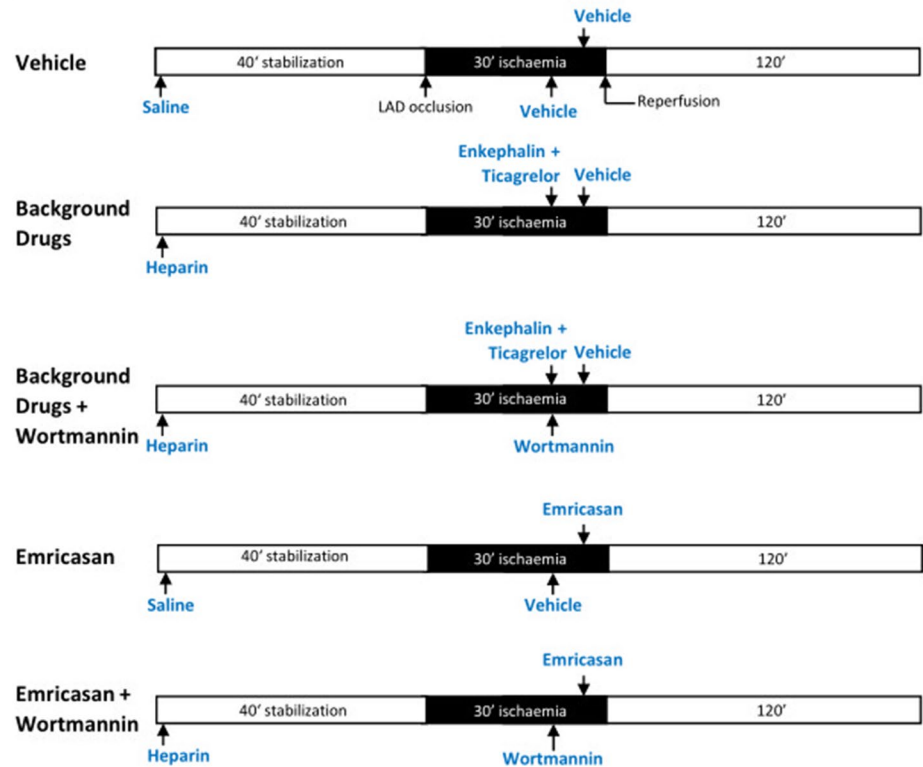 Vehicle
Vehicle
40’ stabilization
30’ ischaemia
120’
Saline
LAD occlusion
Vehicle
Reperfusion
Enkephalin +
Ticagrelor
Vehicle
Background
Drugs
40’ stabilization
30’ ischaemia
120’
Heparin
Enkephalin +
Ticagrelor
Vehicle
Background
Drugs +
Wortmannin
40’ stabilization
30’ ischaemia
120’
Heparin
Wortmannin
Emricasan
Emricasan
40’ stabilization
30’ ischaemia
120’
Saline
Vehicle
Emricasan
Emricasan +
Wortmannin
40’ stabilization
30’ ischaemia
120’
Heparin
Wortmannin